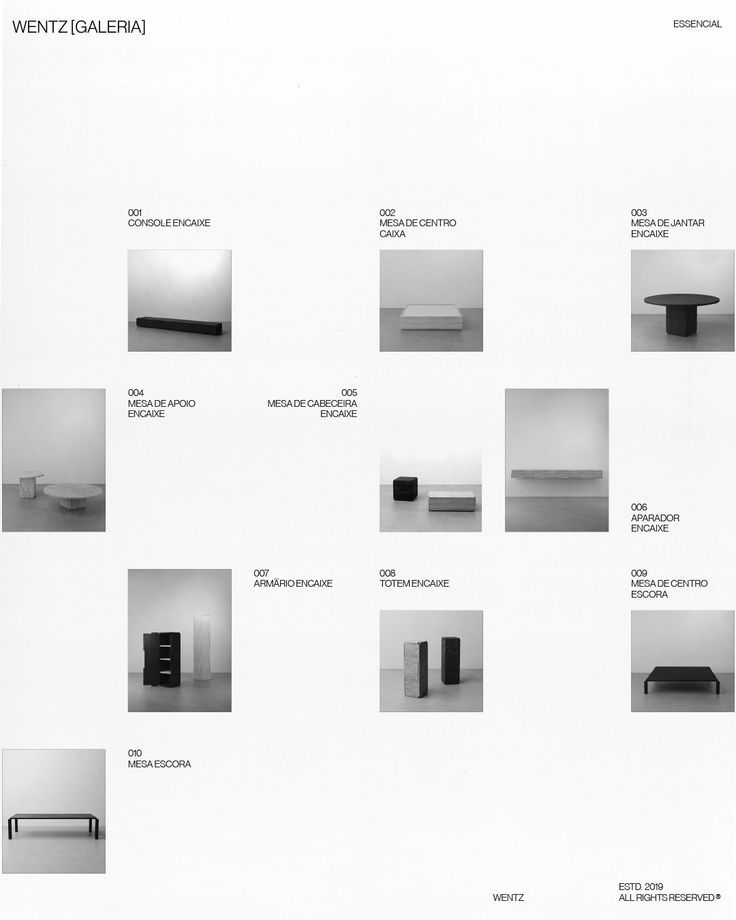 WENTZ [GALERIA]
ESSENCIAL
001
CONSOLE ENCAIXE
002
MESA DE CENTRO
CAIXA
003
MESA DE JANTAR
ENCAIXE
004
MESA DE APOIO
ENCAIXE
005
MESA DE CABECEIRA
ENCAIXE
006
APARADOR
ENCAIXE
007
ARMÁRIO ENCAIXE
008
TOTEM ENCAIXE
009
MESA DE CENTRO
ESCORA
010
MESA ESCORA
WENTZ
ESTD. 2019
ALL RIGHTS RESERVED ®